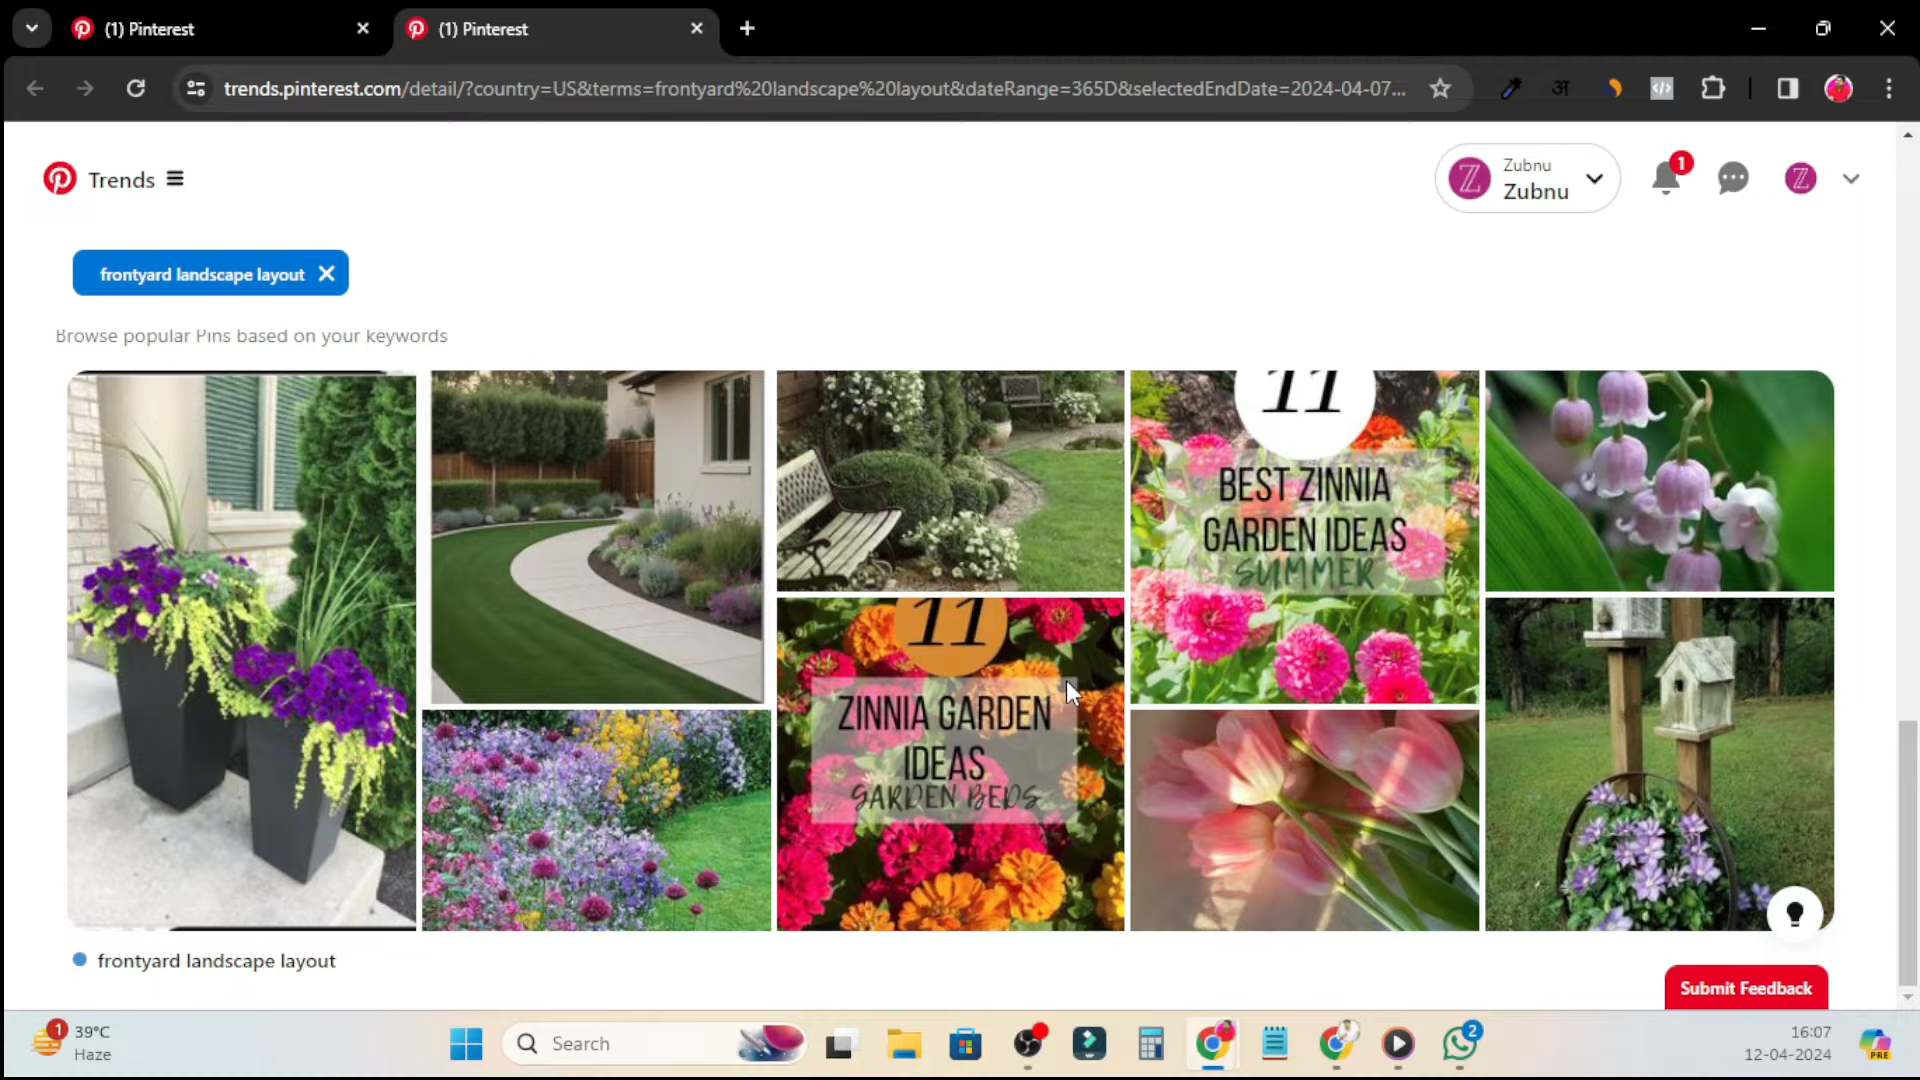 (1) Pinterest
(1) Pinterest
trends.pinterest.com/detail/?country=US&terms=frontyard%20landscape%20layout&dateRange=365D&selectedEndDate=2024-04-07...
अ
Trends
Zubnu
Zubnu
1
frontyard landscape layout
Browse popular Pins based on your keywords
11
BEST ZINNIA
GARDEN IDEAS
SUMMER
11
ZINNIA GARDEN
IDEAS
GARDEN BEDS
frontyard landscape layout
Submit Feedback
1
39°C
Haze
Search
2
16:07
12-04-2024
PRE